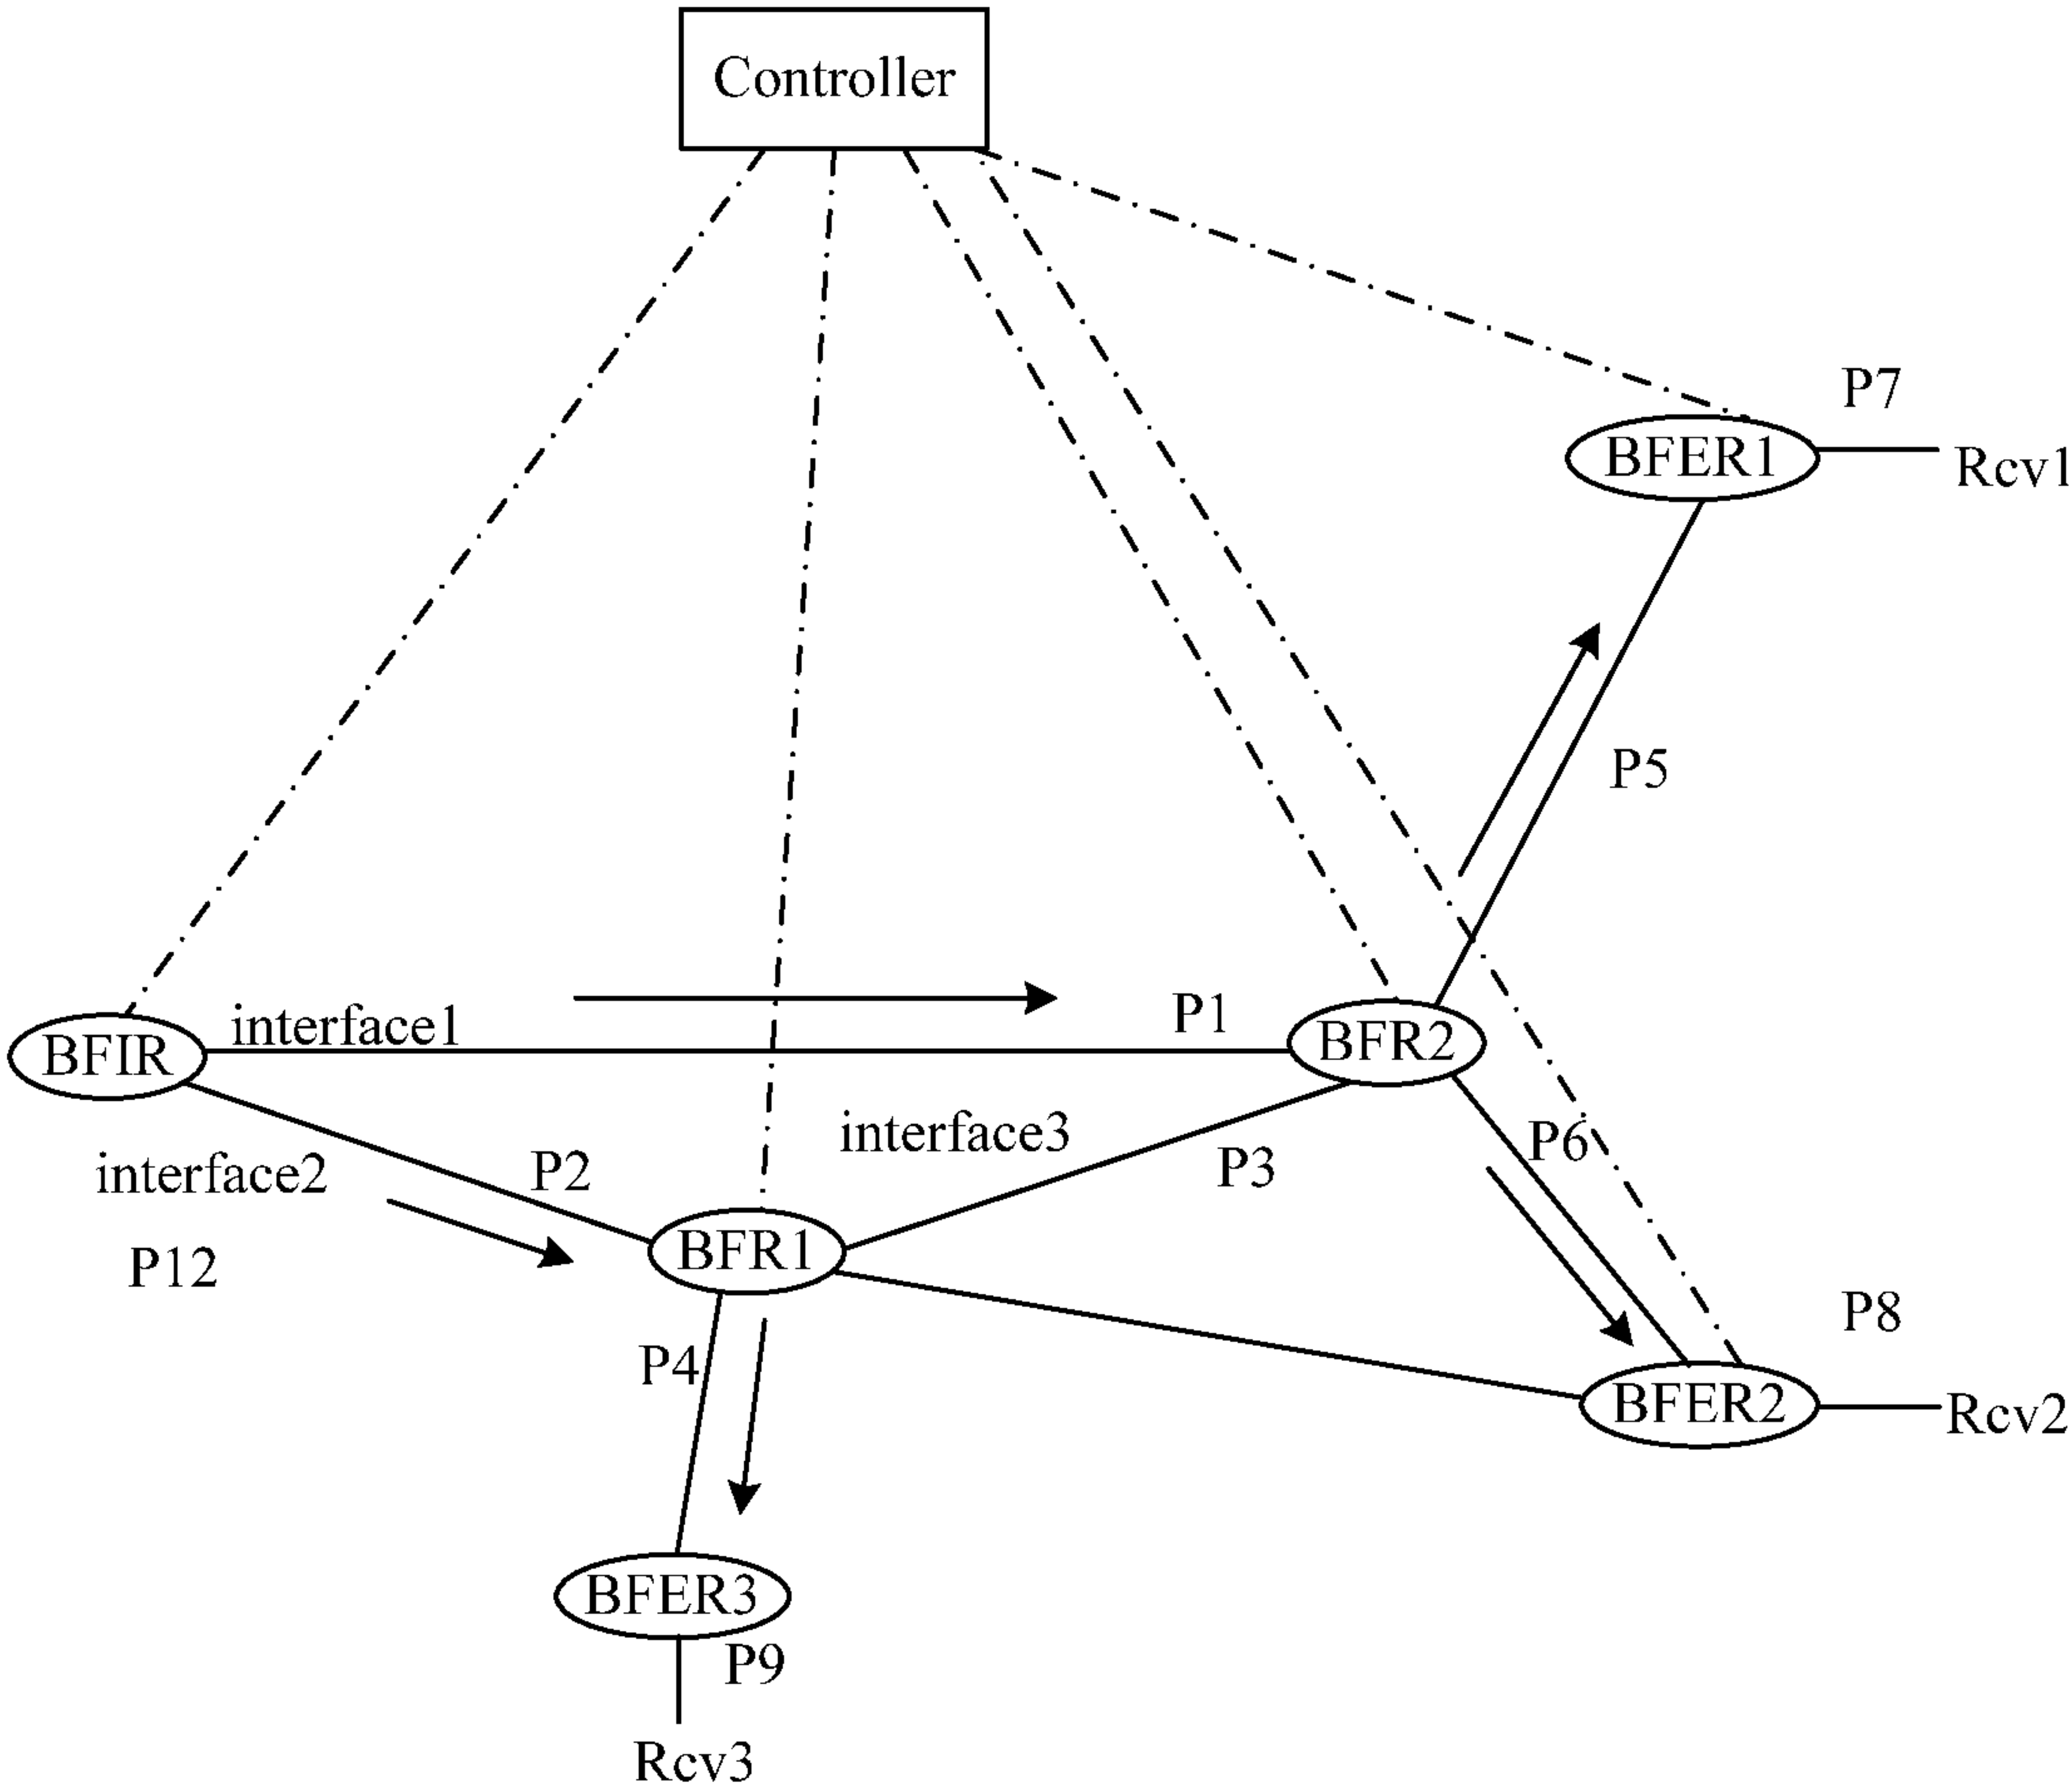 Controller
P7
BFER1
Rcv1
P5
interface1
P1
BFIR
BFR2
interface3
P6
interface2
P2
P3
BFR1
P12
P8
P4
BFER2
Rcv2
BFER3
P9
Rcv3